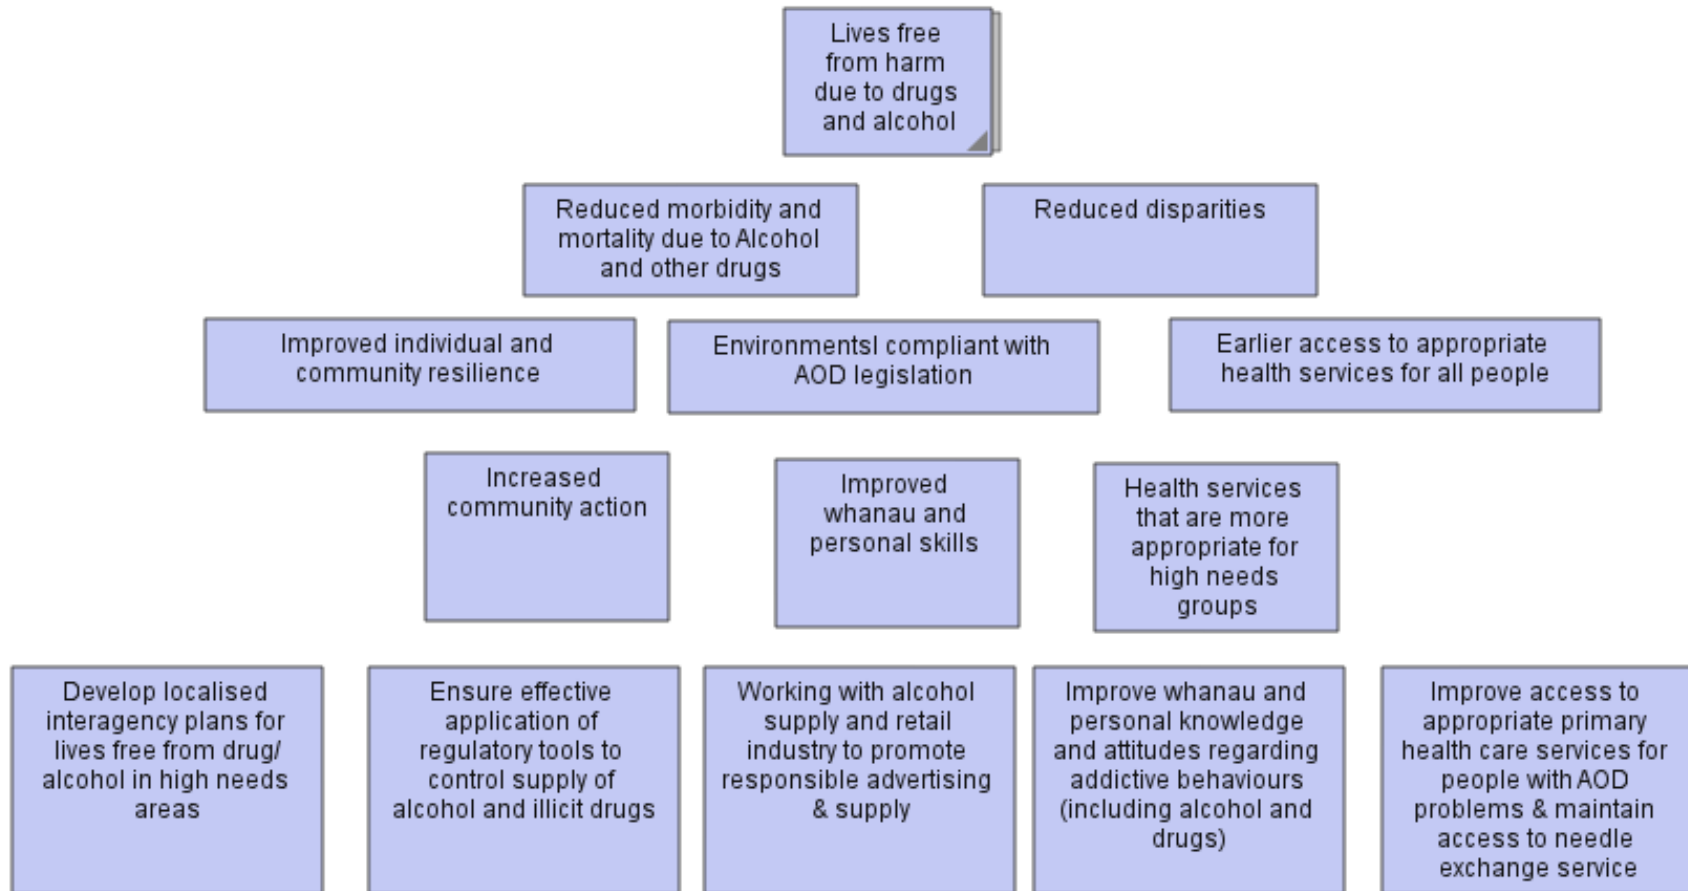 Lives free
from harm
due to drugs
and alcohol
Reduced morbidity and
mortality due to Alcohol
and other drugs
Reduced disparities
Improved individual and
community resilience
Environmentsl compliant with
AOD legislation
Earlier access to appropriate
health services for all people
Increased
community action
Improved
whanau and
personal skills
Health services
that are more
appropriate for
high needs
groups
Develop localised
interagency plans for
lives free from drug/
alcohol in high needs
areas
Ensure effective
application of
regulatory tools to
control supply of
alcohol and illicit drugs
Working with alcohol
supply and retail
industry to promote
responsible advertising
& supply
Improve whanau and
personal knowledge
and attitudes regarding
addictive behaviours
(including alcohol and
drugs)
Improve access to
appropriate primary
health care services for
people with AOD
problems & maintain
access to needle
exchange service